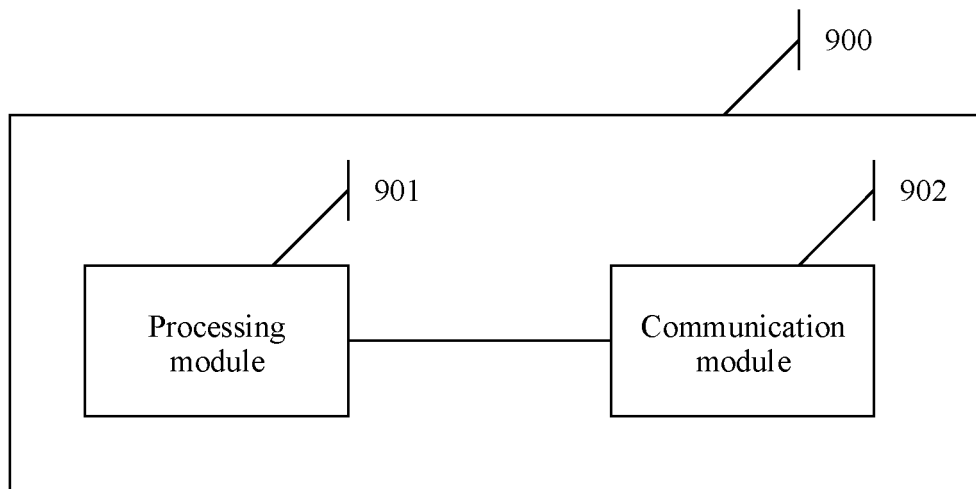 900
901
902
Processing
module
Communication
module